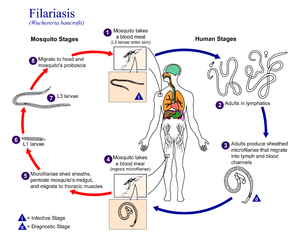 Filariasis
(Wuchereria bancrofti)
Mosquito Stages
Human Stages
1 Mosquito takes
a blood meal
(L3 larvae enter skin)
8 Migrate to head and
mosquito's proboscis
7 L3 larvae
i
2 Adults in lymphatics
6
L1 larvae
3 Adults produce sheathed
microfilariae that migrate
into lymph and blood
channels
4 Mosquito takes
a blood meal
(ingests microfilariae)
5 Microfilariae shed sheaths,
penetrate mosquito's midgut,
and migrate to thoracic muscles
d
i = Infective Stage
d = Diagnostic Stage